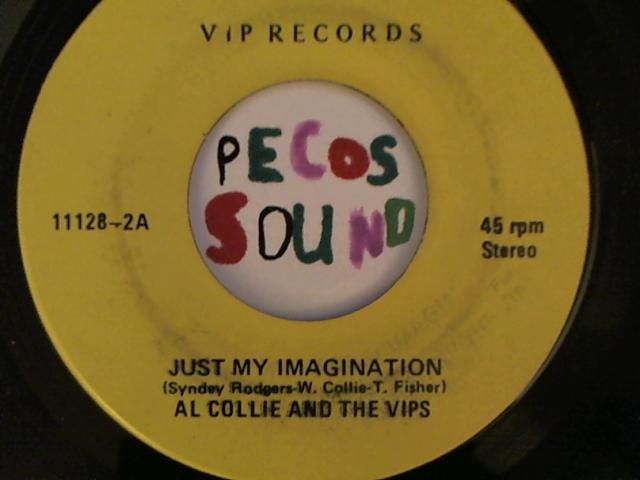 VIP RECORDS
PECOS
SOUND
11128-2A
45 rpm
Stereo
JUST MY IMAGINATION
(Syndey Rodgers-W. Collie-T. Fisher)
AL COLLIE AND THE VIPS